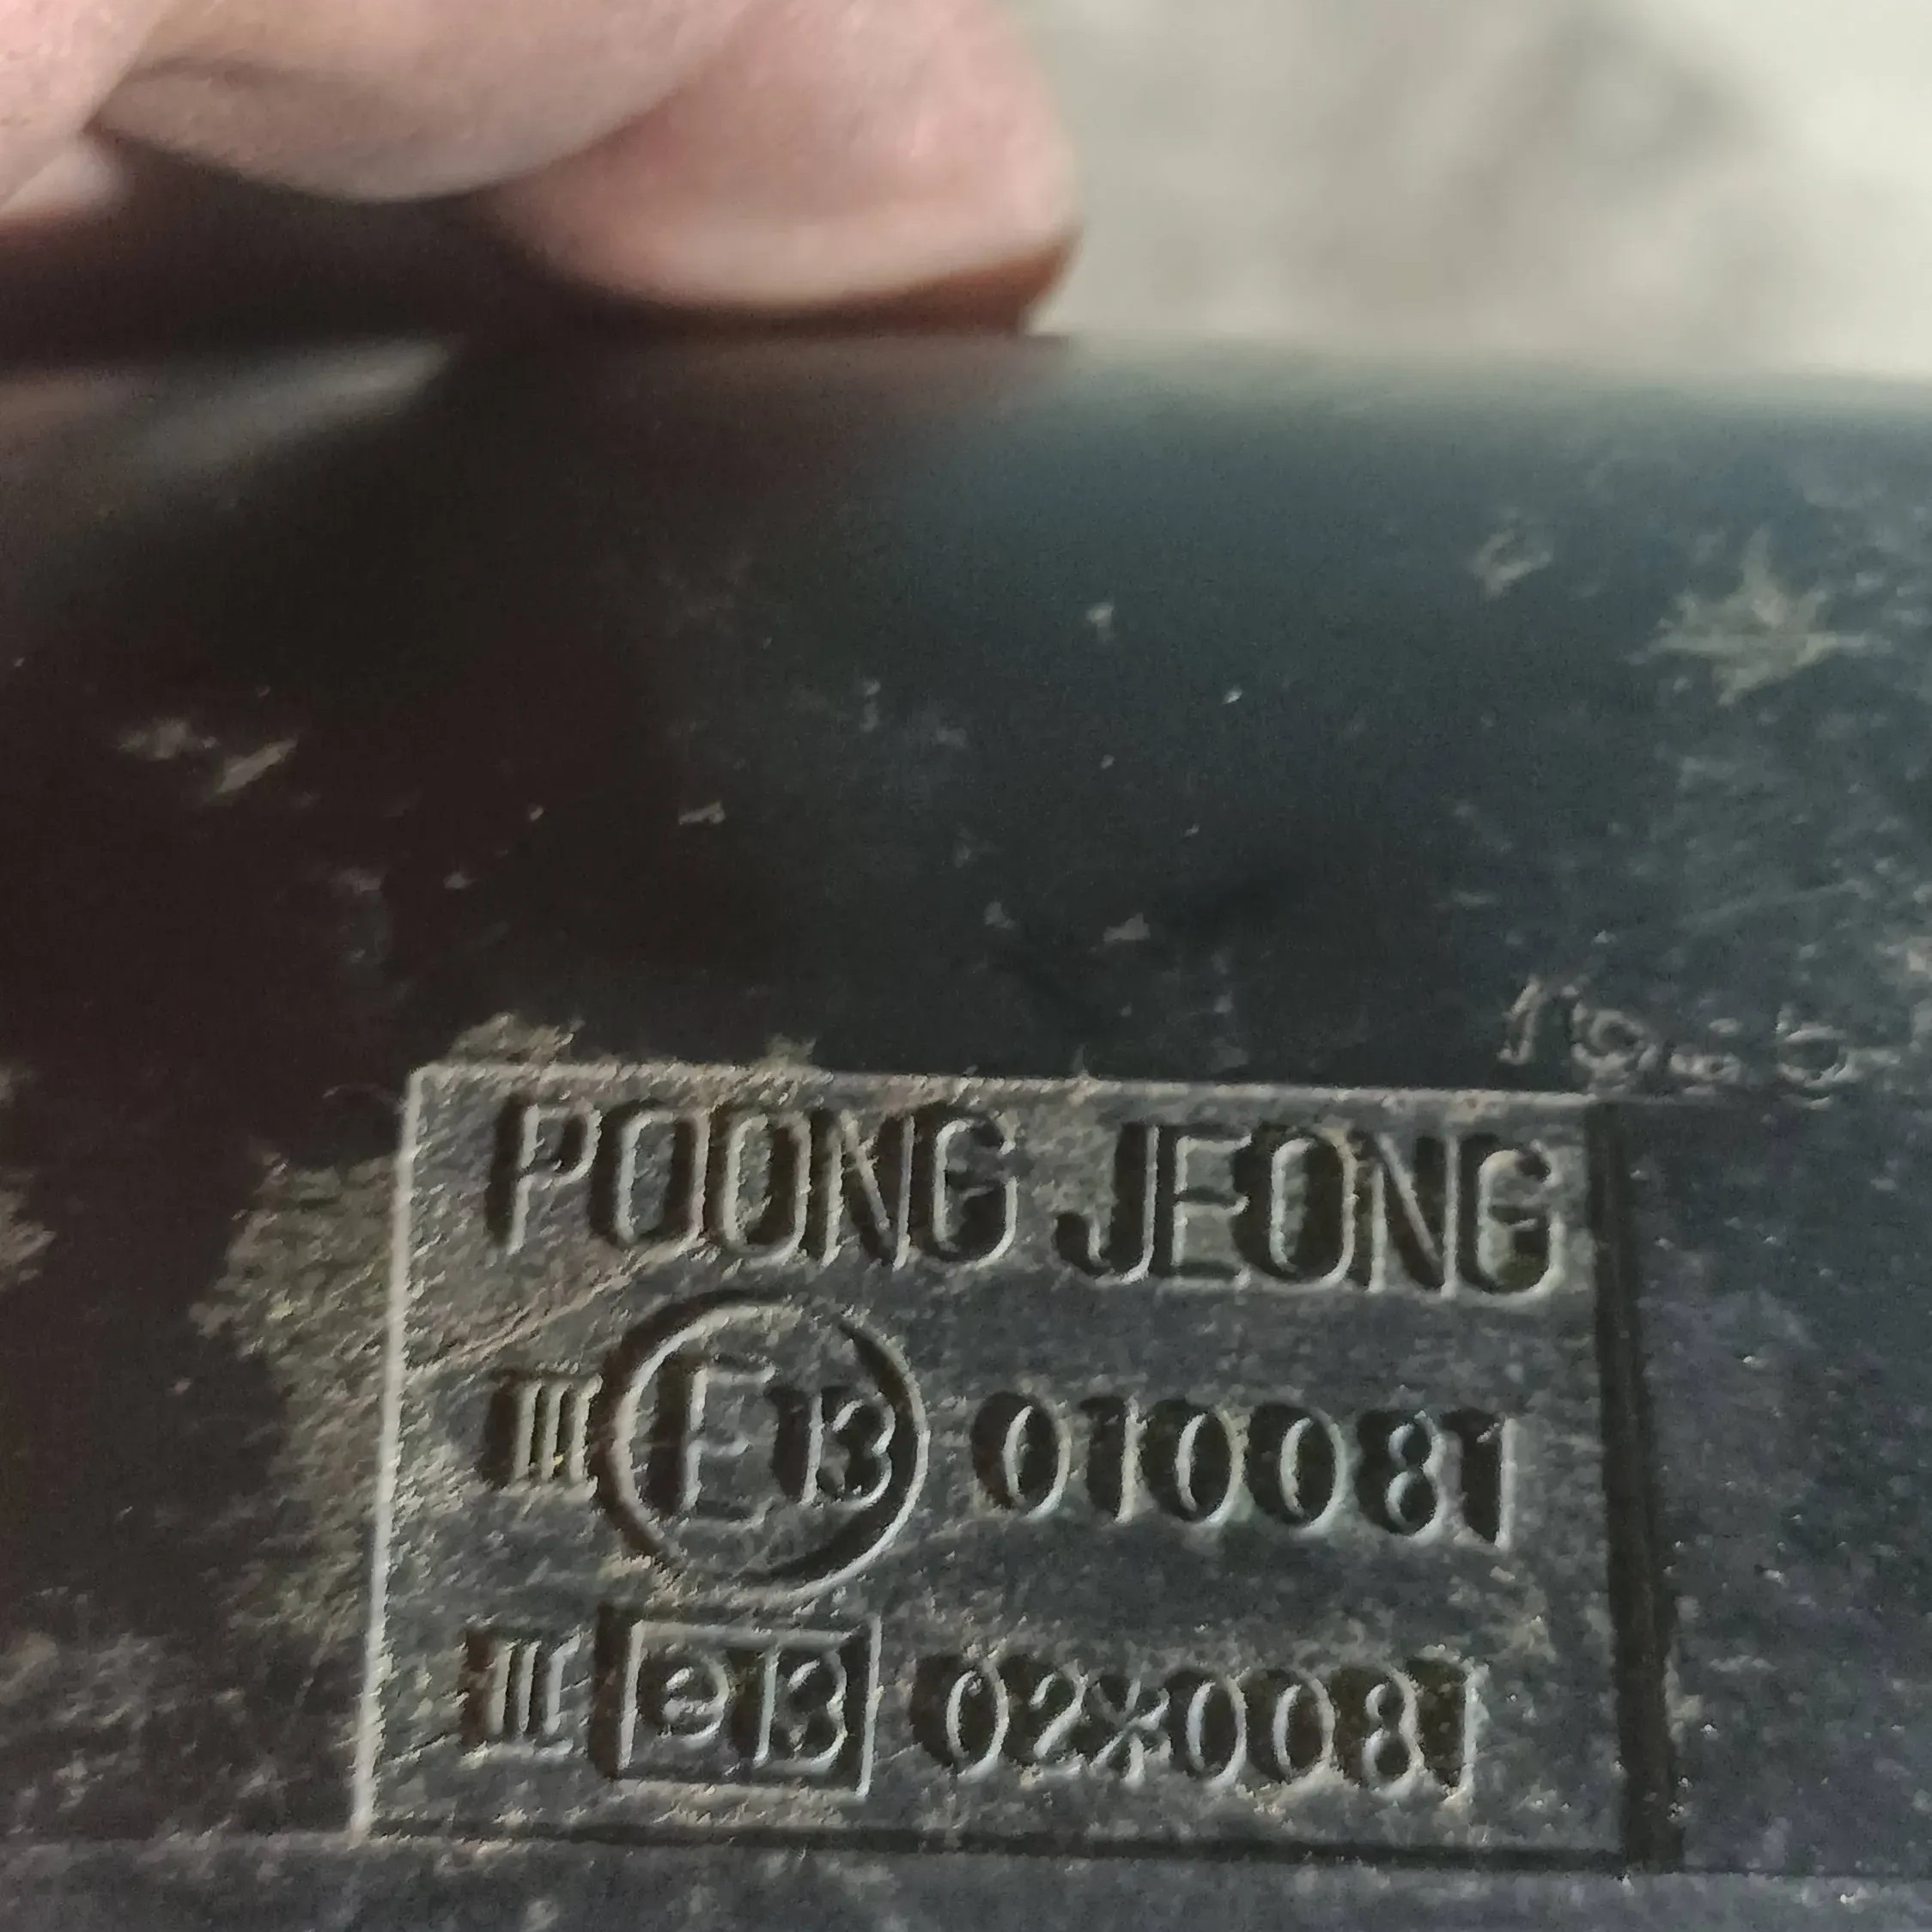 POONG JEONG
III E13 010081
III e13 02*0081